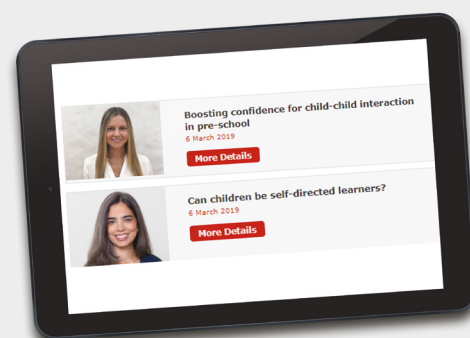 Boosting confidence for child-child interaction
in pre-school
6 March 2019
More Details
Can children be self-directed learners?
6 March 2019
More Details